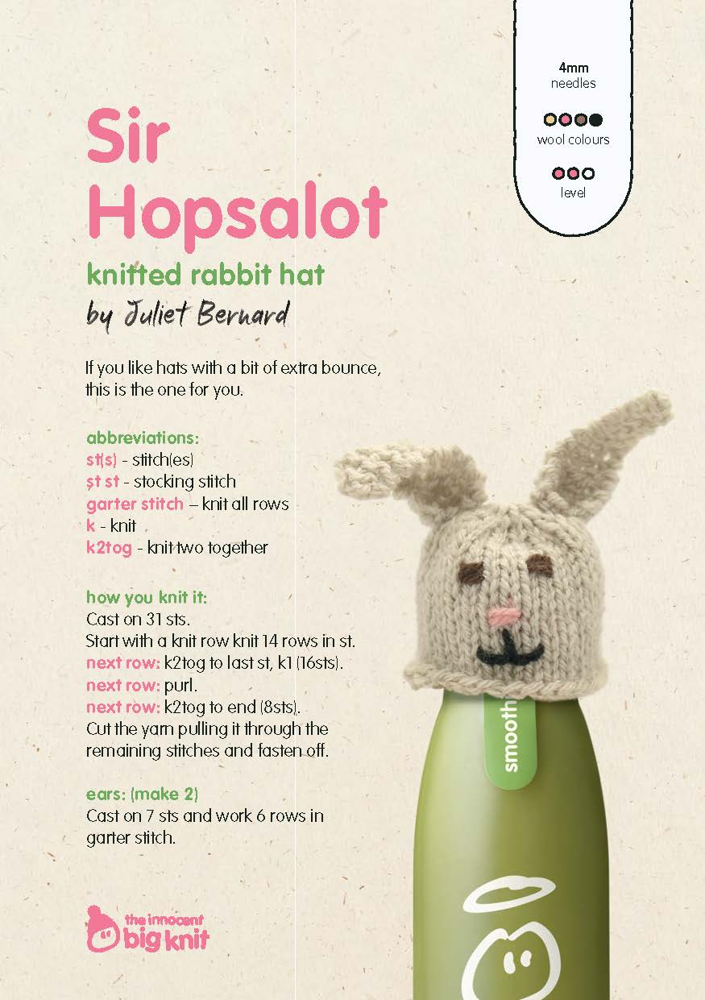 4mm
needles
wool colours
level
Sir
Hopsalot
knitted rabbit hat
by Juliet Bernard
If you like hats with a bit of extra bounce,
this is the one for you.
abbreviations:
st(s) - stitch(es)
st st - stocking stitch
garter stitch – knit all rows
k - knit
k2tog - knit two together
how you knit it:
Cast on 31 sts.
Start with a knit row knit 14 rows in st.
next row: k2tog to last st, k1 (16sts).
next row: purl.
next row: k2tog to end (8sts).
Cut the yarn pulling it through the
remaining stitches and fasten off.
ears: (make 2)
Cast on 7 sts and work 6 rows in
garter stitch.
the innocent
big knit
smooth